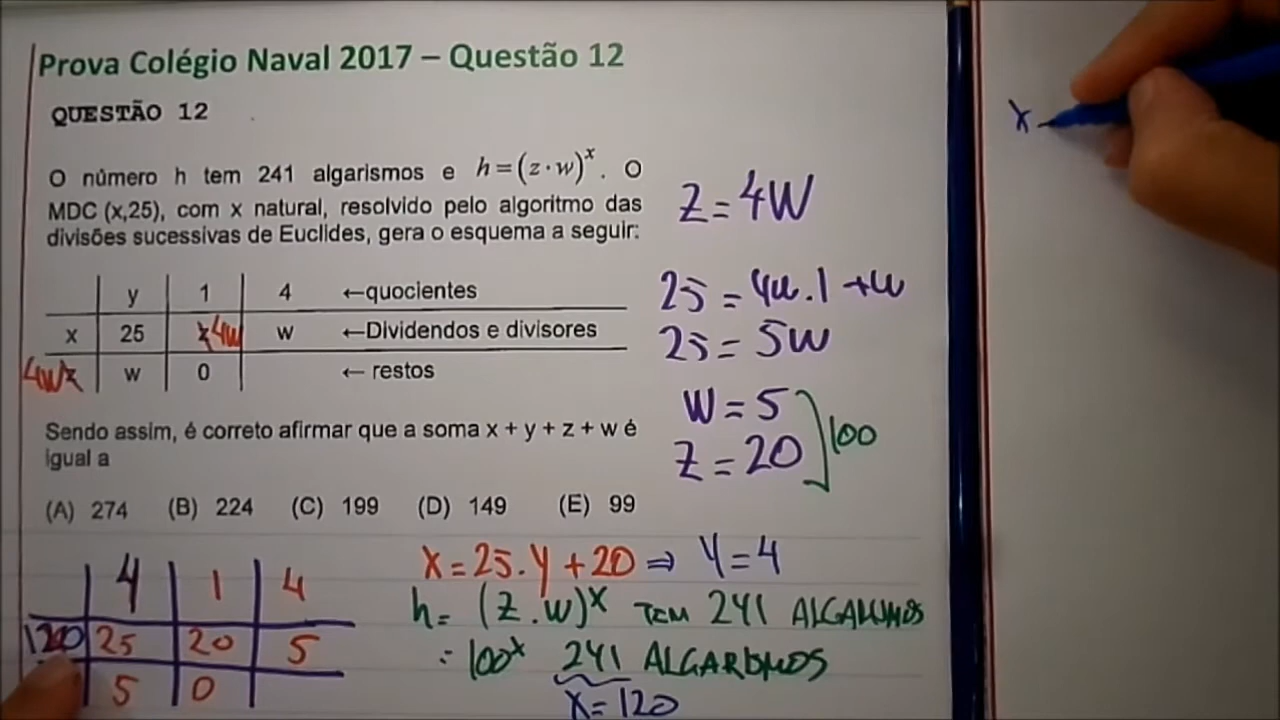 Prova Colégio Naval 2017 – Questão 12
QUESTÃO 12
O número h tem 241 algarismos e h=(z·w)^x. O
MDC (x,25), com x natural, resolvido pelo algoritmo das
divisões sucessivas de Euclides, gera o esquema a seguir:
y 1 4 ←quocientes
x 25 z 4w w ←Dividendos e divisores
4w z w 0 ← restos
Sendo assim, é correto afirmar que a soma x + y + z + w é
igual a
(A) 274 (B) 224 (C) 199 (D) 149 (E) 99
Z=4W
25=4w.1+w
25=5W
W=5
Z=20
100
4 1 4
120 25 20 5
5 0
X=25.Y+20⇒ Y=4
h= (Z.W)^X TEM 241 ALGARISMOS
= 100^x 241 ALGARISMOS
X=120
x